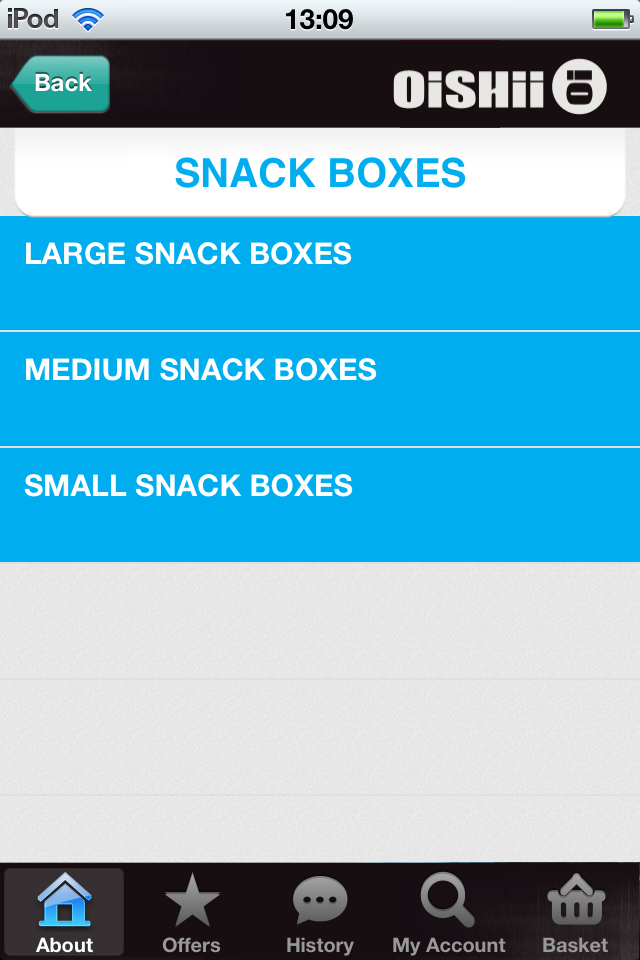 iPod 13:09
Back OiSHii
SNACK BOXES
LARGE SNACK BOXES
MEDIUM SNACK BOXES
SMALL SNACK BOXES
About Offers History My Account Basket